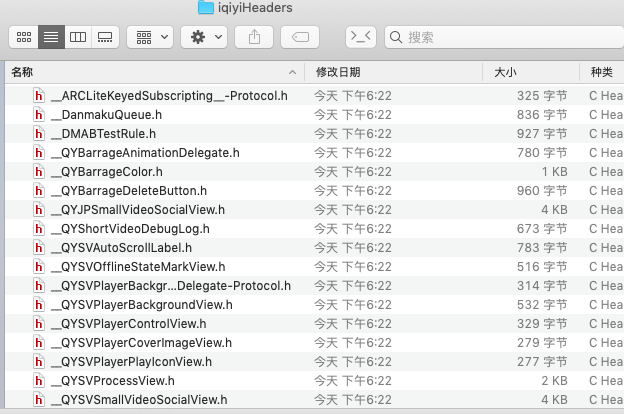 iqiyiHeaders
搜索
名称 修改日期 大小 种类
__ARCLiteKeyedSubscripting__-Protocol.h 今天 下午6:22 325 字节 C Hea
__DanmakuQueue.h 今天 下午6:22 836 字节 C Hea
__DMABTestRule.h 今天 下午6:22 927 字节 C Hea
__QYBarrageAnimationDelegate.h 今天 下午6:22 780 字节 C Hea
__QYBarrageColor.h 今天 下午6:22 1 KB C Hea
__QYBarrageDeleteButton.h 今天 下午6:22 960 字节 C Hea
__QYJPSmallVideoSocialView.h 今天 下午6:22 4 KB C Hea
__QYShortVideoDebugLog.h 今天 下午6:22 673 字节 C Hea
__QYSVAutoScrollLabel.h 今天 下午6:22 783 字节 C Hea
__QYSVOfflineStateMarkView.h 今天 下午6:22 516 字节 C Hea
__QYSVPlayerBackgr...Delegate-Protocol.h 今天 下午6:22 314 字节 C Hea
__QYSVPlayerBackgroundView.h 今天 下午6:22 532 字节 C Hea
__QYSVPlayerControlView.h 今天 下午6:22 329 字节 C Hea
__QYSVPlayerCoverImageView.h 今天 下午6:22 279 字节 C Hea
__QYSVPlayerPlayIconView.h 今天 下午6:22 277 字节 C Hea
__QYSVProcessView.h 今天 下午6:22 2 KB C Hea
__QYSVSmallVideoSocialView.h 今天 下午6:22 4 KB C Hea